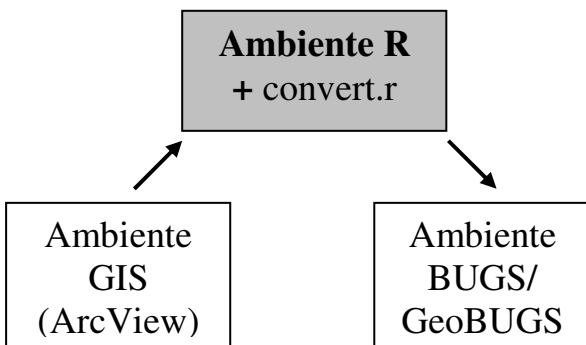 Ambiente R
+ convert.r
Ambiente
GIS
(ArcView)
Ambiente
BUGS/
GeoBUGS